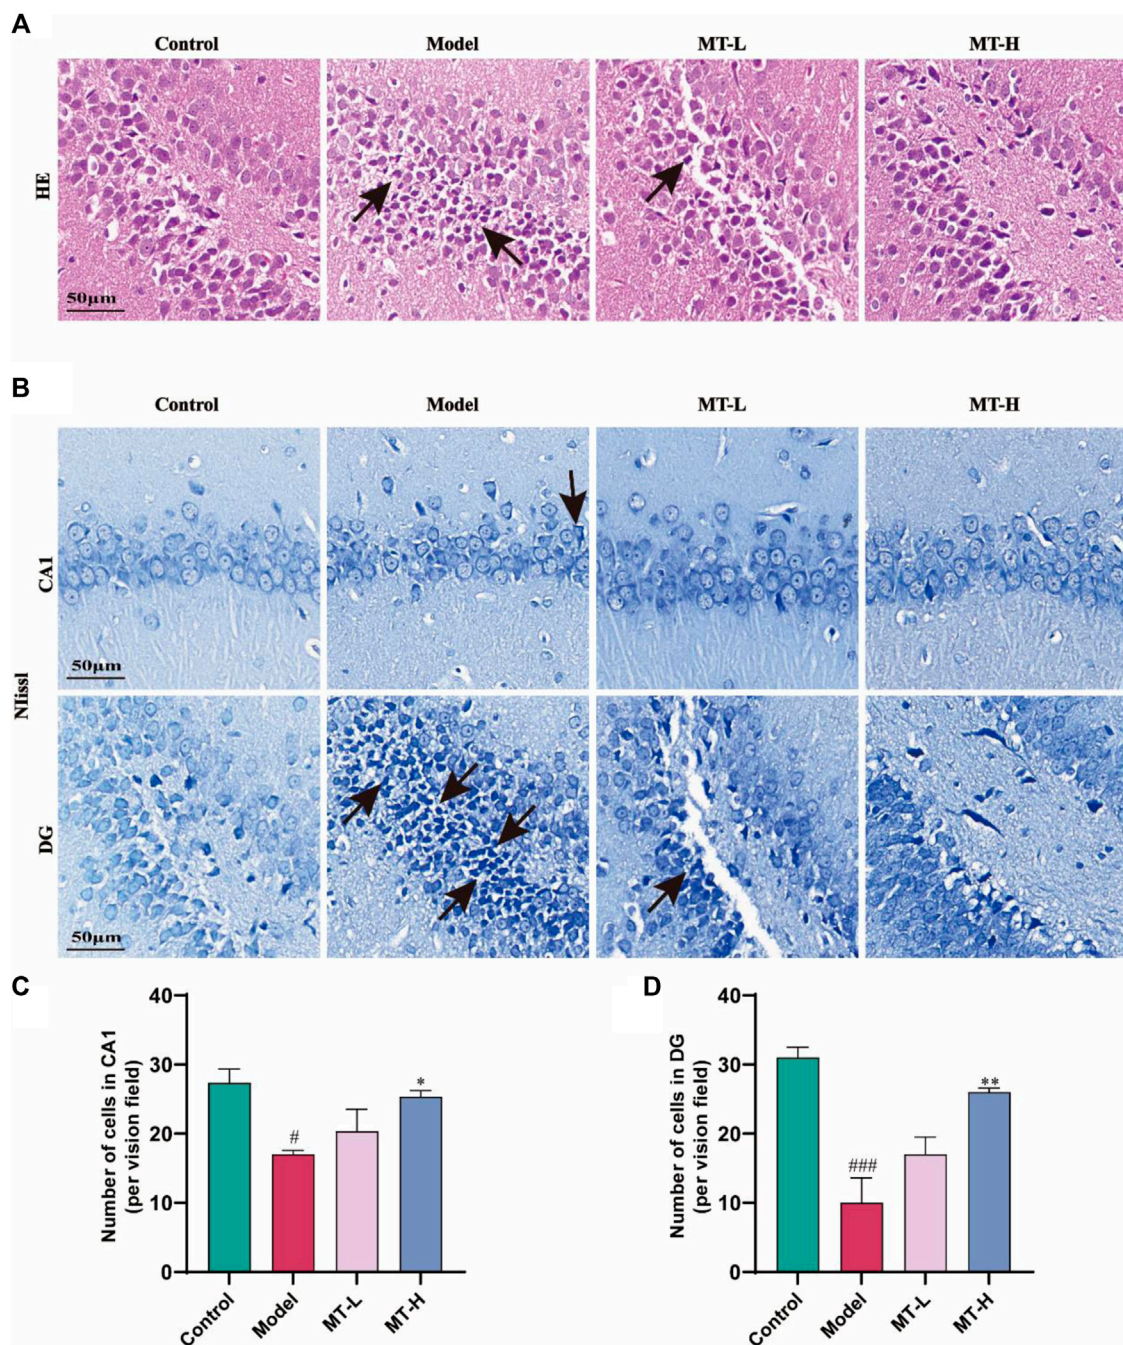 A
Control Model MT-L MT-H
HE
50μm
B
Control Model MT-L MT-H
CA1
50μm
NIissl
DG
50μm
C
Number of cells in CA1
(per vision field)
40
30
20
10
0
#
*
Control
Model
MT-L
MT-H
D
Number of cells in DG
(per vision field)
40
30
20
10
0
###
**
Control
Model
MT-L
MT-H